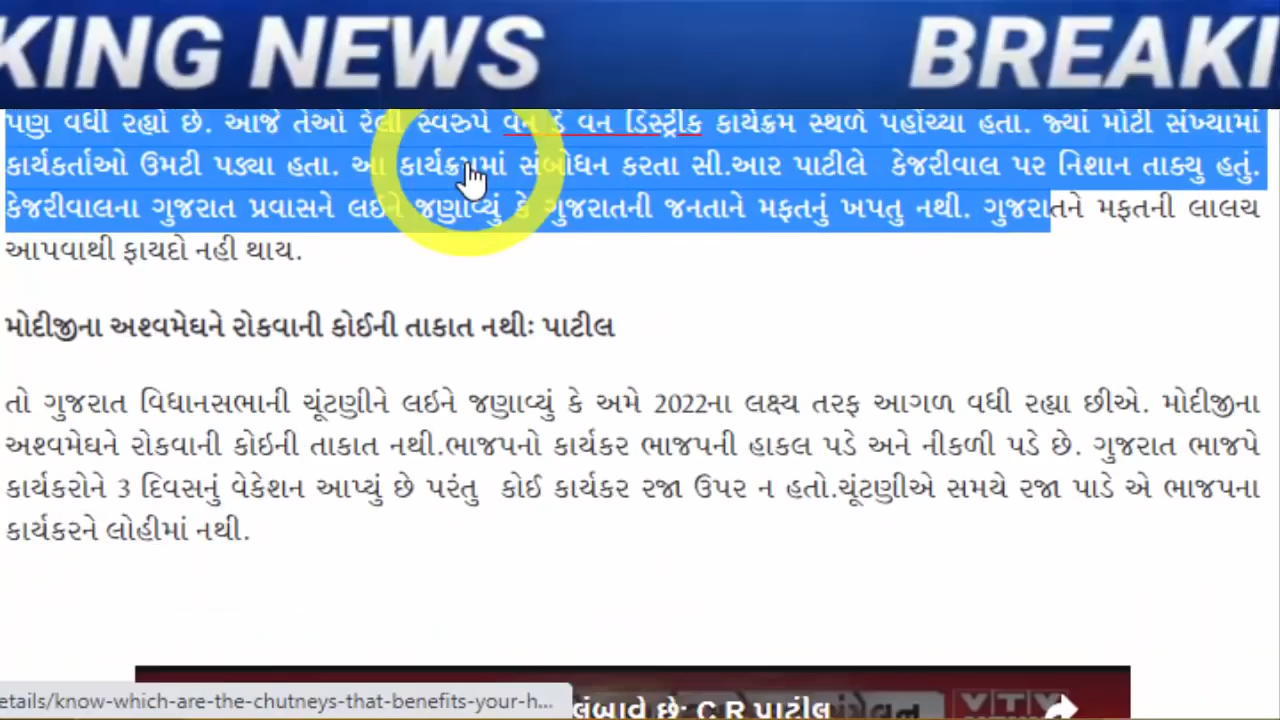 KING NEWS BREAKI
પણ વધી રહ્યો છે. આજે તેઓ રેલી સ્વરુપે વન ડે વન ડિસ્ટ્રીક કાર્યક્રમ સ્થળે પહોંચ્યા હતા. જ્યાં મોટી સંખ્યામાં
કાર્યકર્તાઓ ઉમટી પડ્યા હતા. આ કાર્યક્રમમાં સંબોધન કરતા સી.આર પાટીલે કેજરીવાલ પર નિશાન તાક્યુ હતું.
કેજરીવાલના ગુજરાત પ્રવાસને લઈને જણાવ્યું કે ગુજરાતની જનતાને મફતનું ખપતુ નથી. ગુજરાતને મફતની લાલચ
આપવાથી ફાયદો નહી થાય.
મોદીજીના અશ્વમેઘને રોકવાની કોઈની તાકાત નથીઃ પાટીલ
તો ગુજરાત વિધાનસભાની ચૂંટણીને લઇને જણાવ્યું કે અમે 2022ના લક્ષ્ય તરફ આગળ વધી રહ્યા છીએ. મોદીજીના
અશ્વમેઘને રોકવાની કોઇની તાકાત નથી.ભાજપનો કાર્યકર ભાજપની હાકલ પડે અને નીકળી પડે છે. ગુજરાત ભાજપે
કાર્યકરોને 3 દિવસનું વેકેશન આપ્યું છે પરંતુ કોઈ કાર્યકર રજા ઉપર ન હતો.ચૂંટણીએ સમયે રજા પાડે એ ભાજપના
કાર્યકરને લોહીમાં નથી.
etails/know-which-are-the-chutneys-that-benefits-your-h... લંબાવે છે: C R પાટીલ VTV